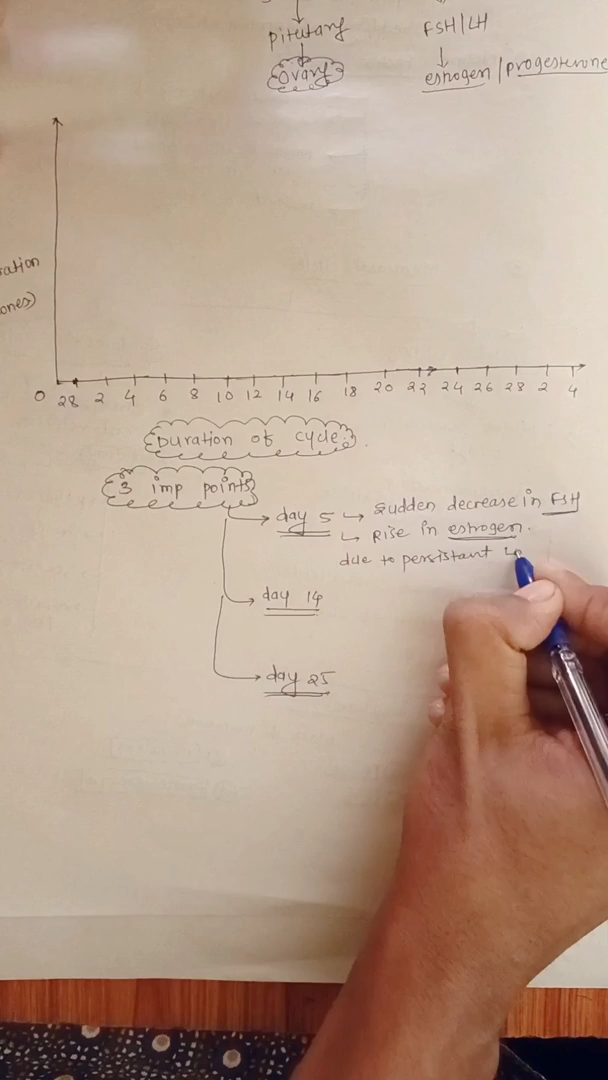 Pitutary FSH/LH
Ovary estrogen / progesterone
ration
ones)
0 28 2 4 6 8 10 12 14 16 18 20 22 24 26 28 2 4
Duration of cycle.
3 imp points
day 5 → Sudden decrease in FSH
↳ Rise in estrogen.
due to persistant
day 14
day 25